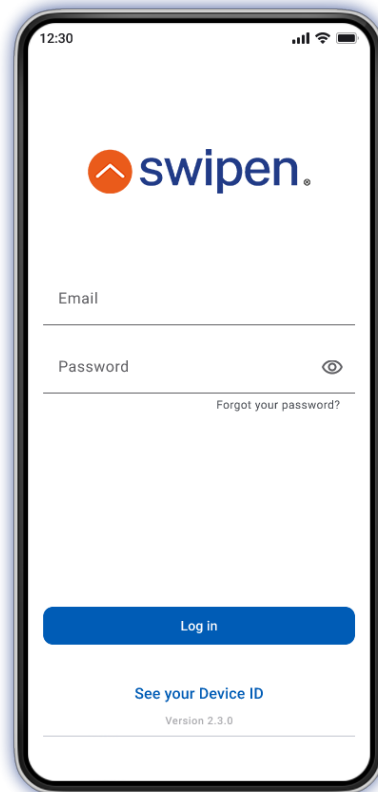 12:30
swipen.®
Email
Password
Forgot your password?
Log in
See your Device ID
Version 2.3.0